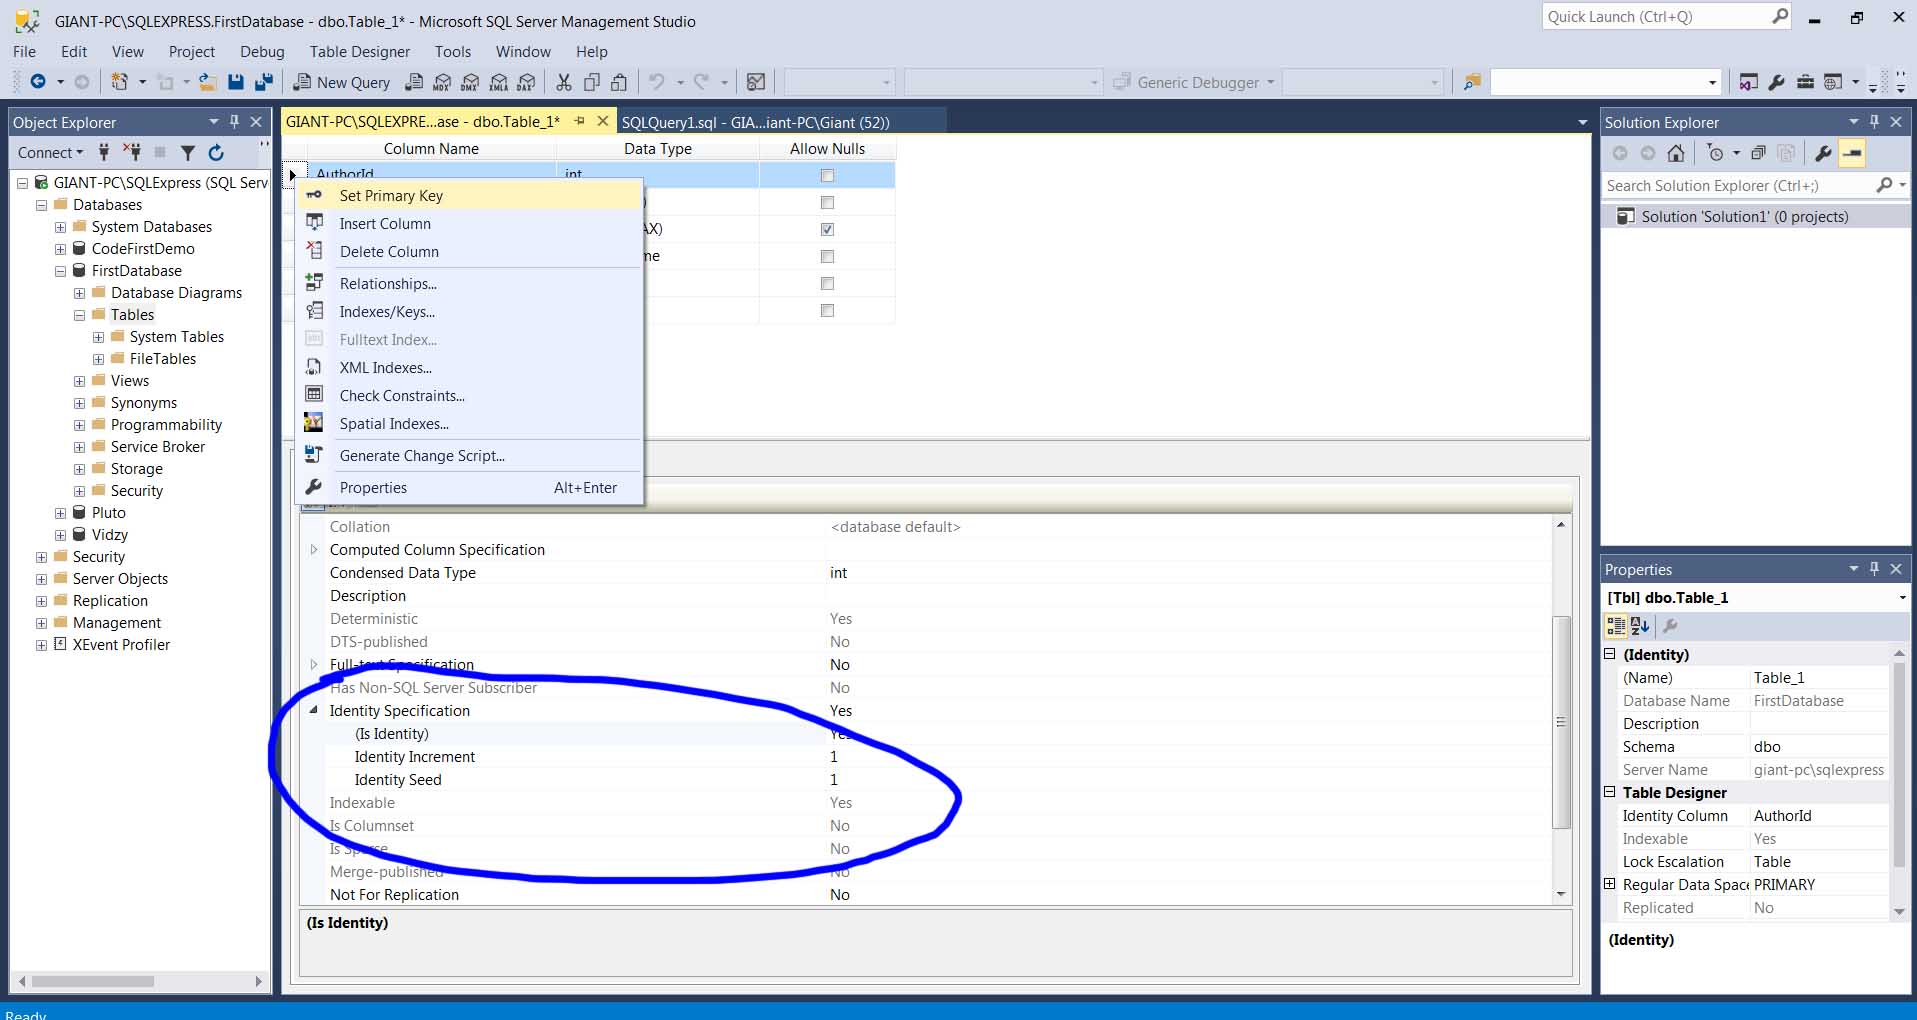 GIANT-PC\SQLEXPRESS.FirstDatabase - dbo.Table_1* - Microsoft SQL Server Management Studio
Quick Launch (Ctrl+Q)
File Edit View Project Debug Table Designer Tools Window Help
New Query MDX DMX XMLA DAX Generic Debugger
Object Explorer
Connect
GIANT-PC\SQLExpress (SQL Serv
Databases
System Databases
CodeFirstDemo
FirstDatabase
Database Diagrams
Tables
System Tables
FileTables
Views
Synonyms
Programmability
Service Broker
Storage
Security
Pluto
Vidzy
Security
Server Objects
Replication
Management
XEvent Profiler
GIANT-PC\SQLEXPRE...ase - dbo.Table_1* SQLQuery1.sql - GIA...iant-PC\Giant (52))
Column Name Data Type Allow Nulls
AuthorId int
)
AX)
me
Set Primary Key
Insert Column
Delete Column
Relationships...
Indexes/Keys...
Fulltext Index...
XML Indexes...
Check Constraints...
Spatial Indexes...
Generate Change Script...
Properties Alt+Enter
Collation <database default>
Computed Column Specification
Condensed Data Type int
Description
Deterministic Yes
DTS-published No
Full-text Specification No
Has Non-SQL Server Subscriber No
Identity Specification Yes
(Is Identity) Yes
Identity Increment 1
Identity Seed 1
Indexable Yes
Is Columnset No
Is Sparse No
Merge-published No
Not For Replication No
(Is Identity)
Solution Explorer
Search Solution Explorer (Ctrl+;)
Solution 'Solution1' (0 projects)
Properties
[Tbl] dbo.Table_1
(Identity)
(Name) Table_1
Database Name FirstDatabase
Description
Schema dbo
Server Name giant-pc\sqlexpress
Table Designer
Identity Column AuthorId
Indexable Yes
Lock Escalation Table
Regular Data Space PRIMARY
Replicated No
(Identity)
Ready